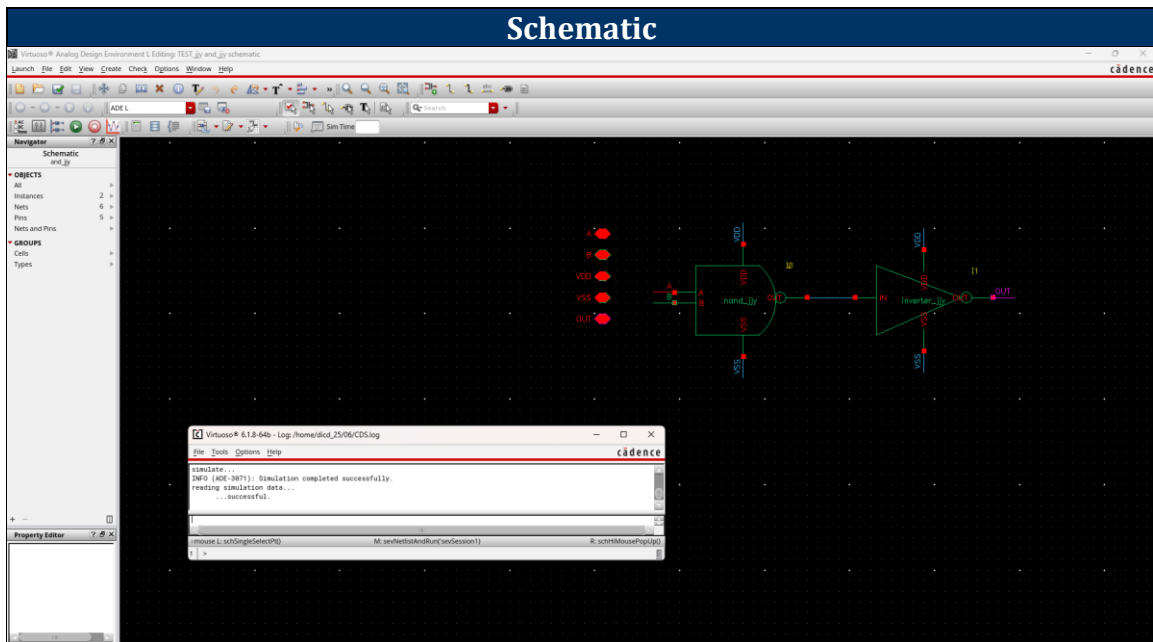 Schematic
Virtuoso® Analog Design Environment L Editing: TEST_jjy and_jjy schematic
Launch File Edit View Create Check Options Window Help
cādence
ADE L
Search
Sim Time
Navigator
Schematic
and_jjy
OBJECTS
All
Instances 2
Nets 6
Pins 5
Nets and Pins
GROUPS
Cells
Types
Property Editor
A
B
VDD
VSS
OUT
A
B
A
B
VDD
VDD
nand_jjy
OUT
VSS
VSS
I0
VDD
VDD
IN
inverter_jjy
OUT
VSS
VSS
I1
OUT
Virtuoso® 6.1.8-64b - Log: /home/dicd_25/06/CDS.log
File Tools Options Help
cādence
simulate...
INFO (ADE-3071): Simulation completed successfully.
reading simulation data...
...successful.
mouse L: schSingleSelectPt() M: sevNetlistAndRun('sevSession1) R: schHiMousePopUp()
1 >